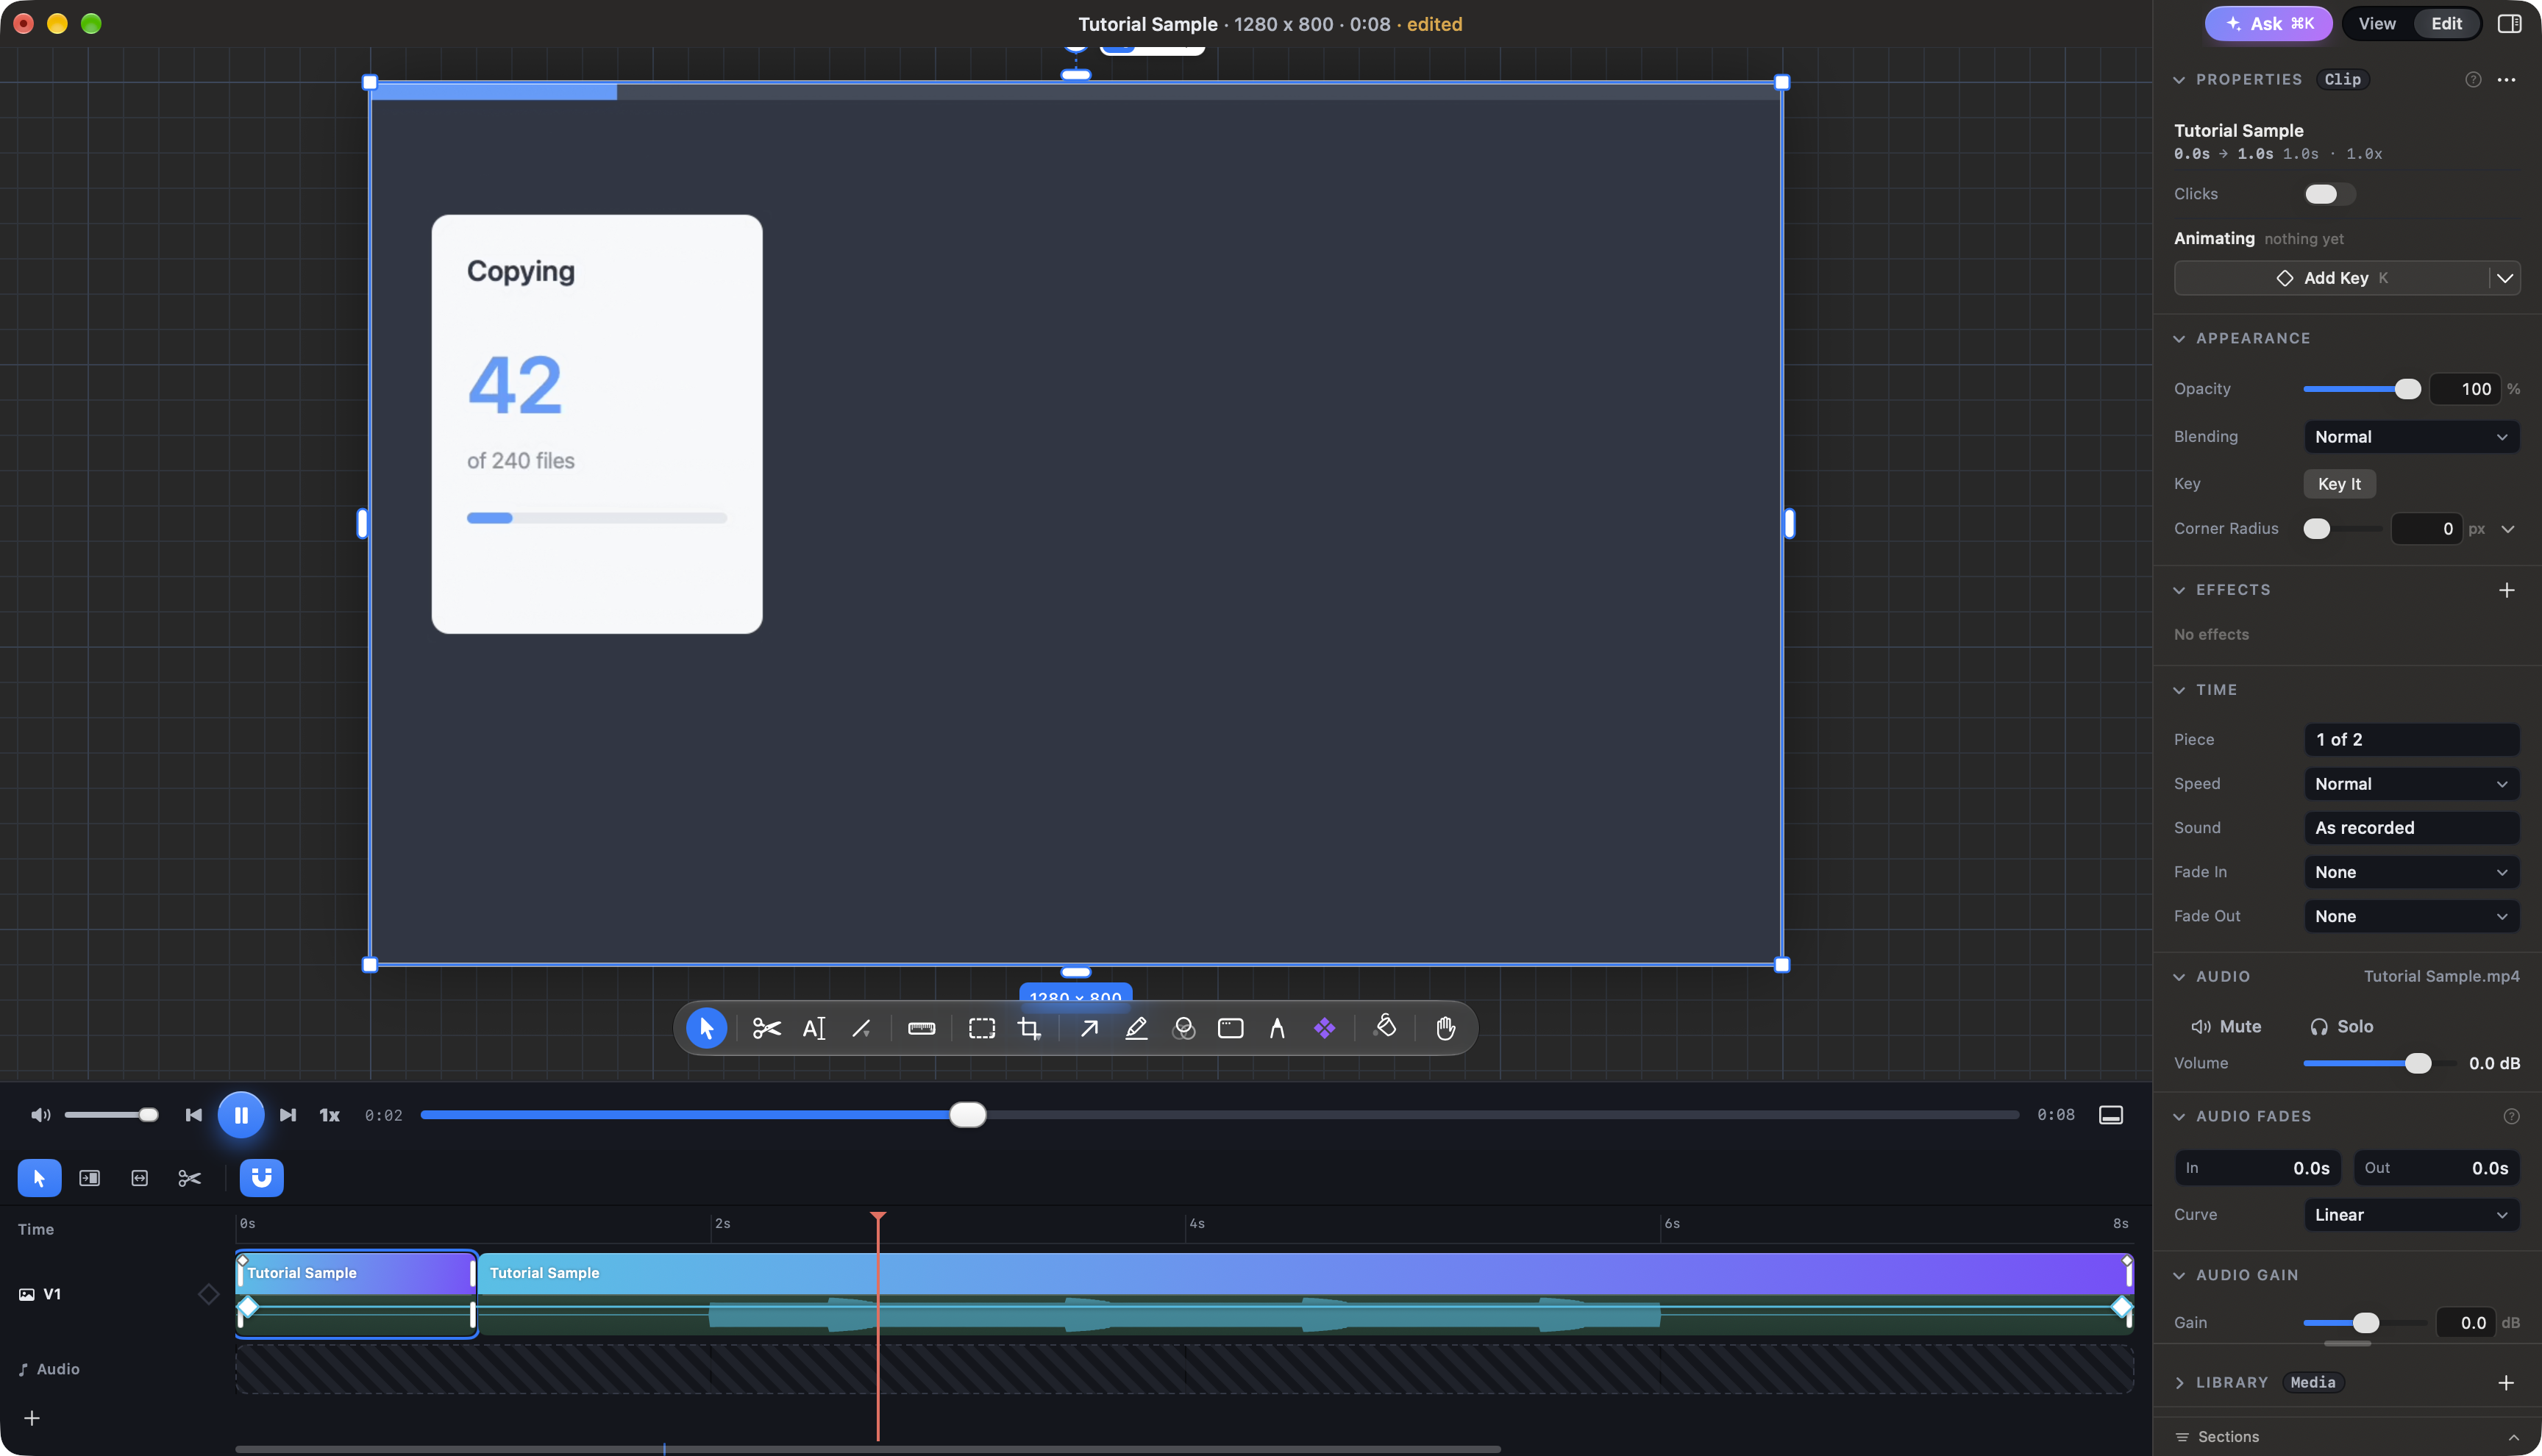 Tutorial Sample · 1280 x 800 · 0:08 · edited
Ask ⌘K
View
Edit
PROPERTIES
Clip
Tutorial Sample
0.0s → 1.0s 1.0s · 1.0x
Clicks
Animating nothing yet
Add Key K
APPEARANCE
Opacity
100 %
Blending
Normal
Key
Key It
Corner Radius
0 px
EFFECTS
No effects
TIME
Piece
1 of 2
Speed
Normal
Sound
As recorded
Fade In
None
Fade Out
None
AUDIO
Tutorial Sample.mp4
Mute
Solo
Volume
0.0 dB
AUDIO FADES
In 0.0s
Out 0.0s
Curve
Linear
AUDIO GAIN
Gain
0.0 dB
LIBRARY
Media
Sections
Copying
42
of 240 files
1280 × 800
1x
0:02
0:08
Time
0s
2s
4s
6s
8s
V1
Tutorial Sample
Tutorial Sample
Audio